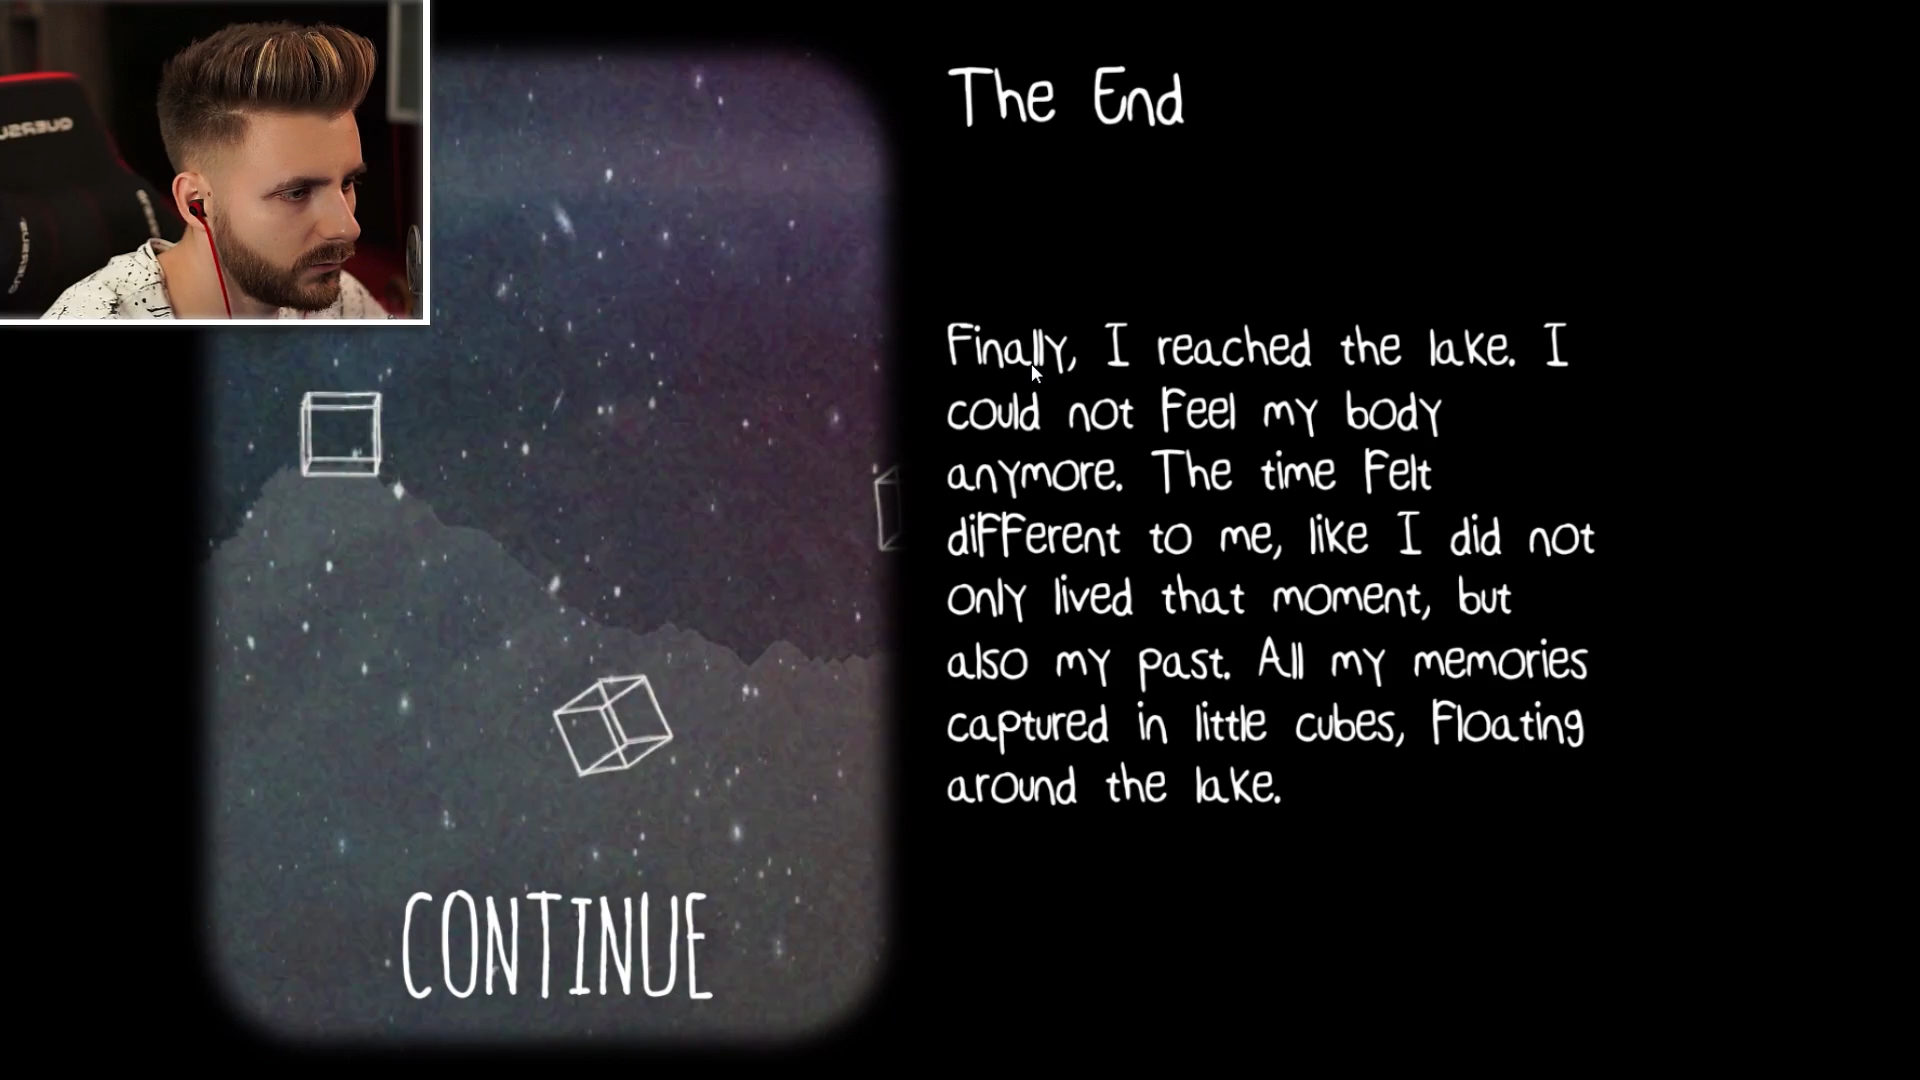 The End
Finally, I reached the lake. I
could not feel my body
anymore. The time felt
different to me, like I did not
only lived that moment, but
also my past. All my memories
captured in little cubes, floating
around the lake.
CONTINUE